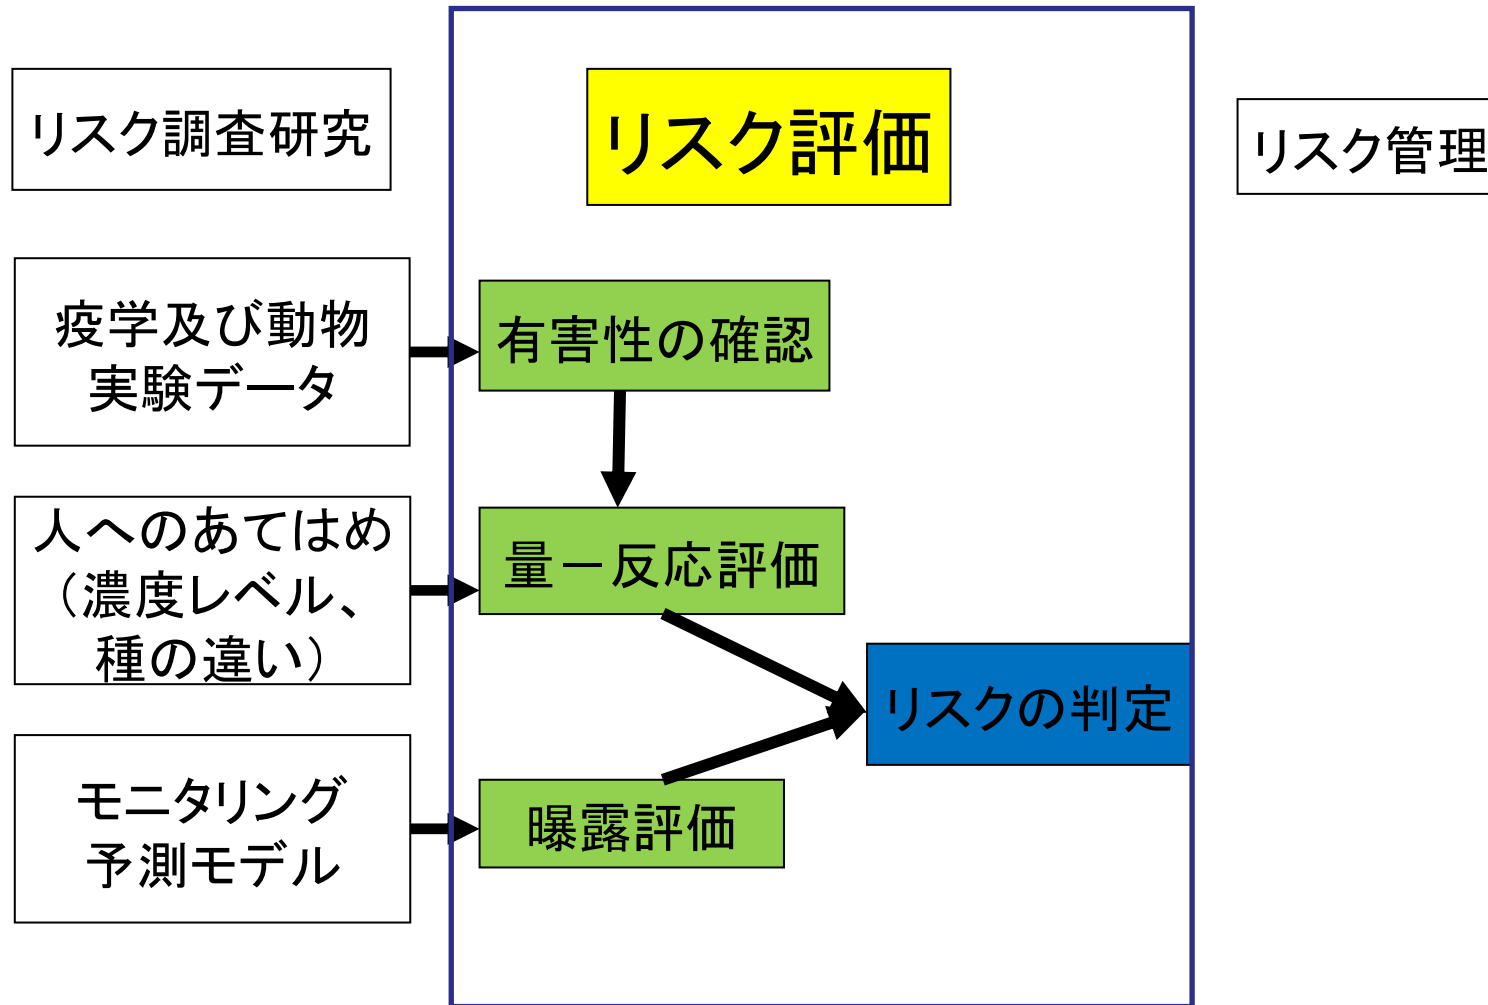 リスク調査研究
リスク評価
リスク管理
疫学及び動物
実験データ
有害性の確認
人へのあてはめ
（濃度レベル、
種の違い）
量－反応評価
リスクの判定
モニタリング
予測モデル
曝露評価